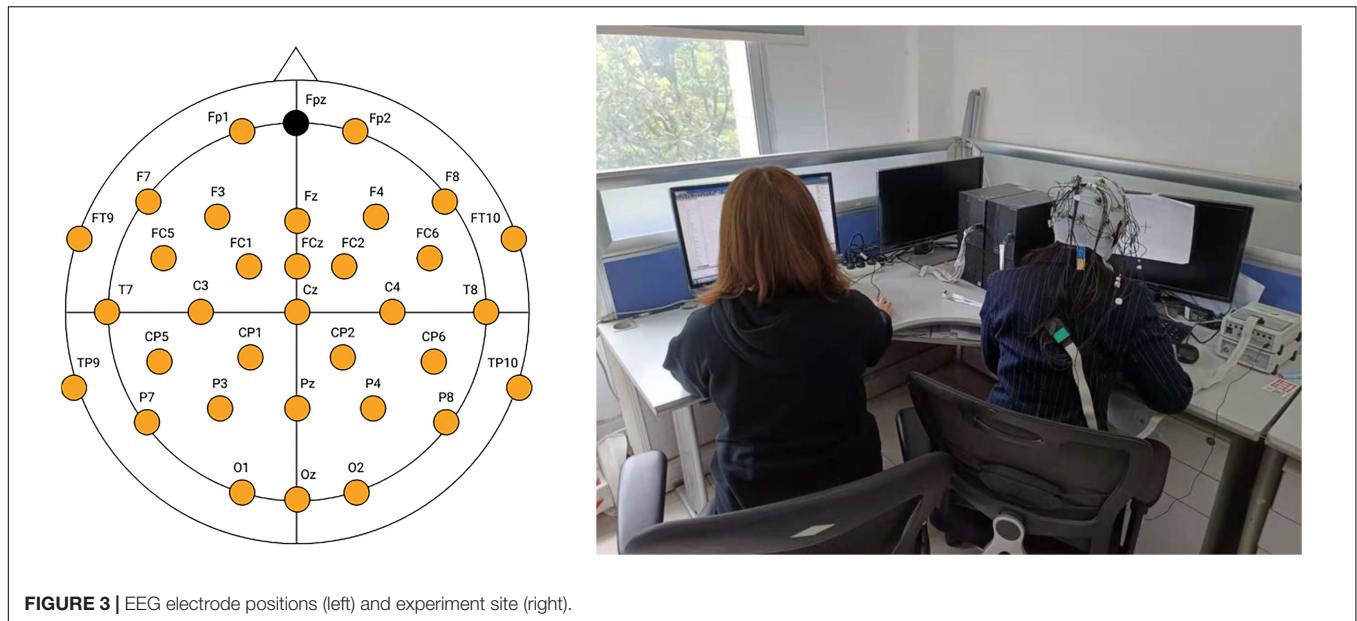 Fpz
Fp1
Fp2
F7
F3
Fz
F4
F8
FT9
FT10
FC5
FC1
FCz
FC2
FC6
T7
C3
Cz
C4
T8
CP5
CP1
CP2
CP6
TP9
TP10
P7
P3
Pz
P4
P8
O1
Oz
O2
FIGURE 3 | EEG electrode positions (left) and experiment site (right).